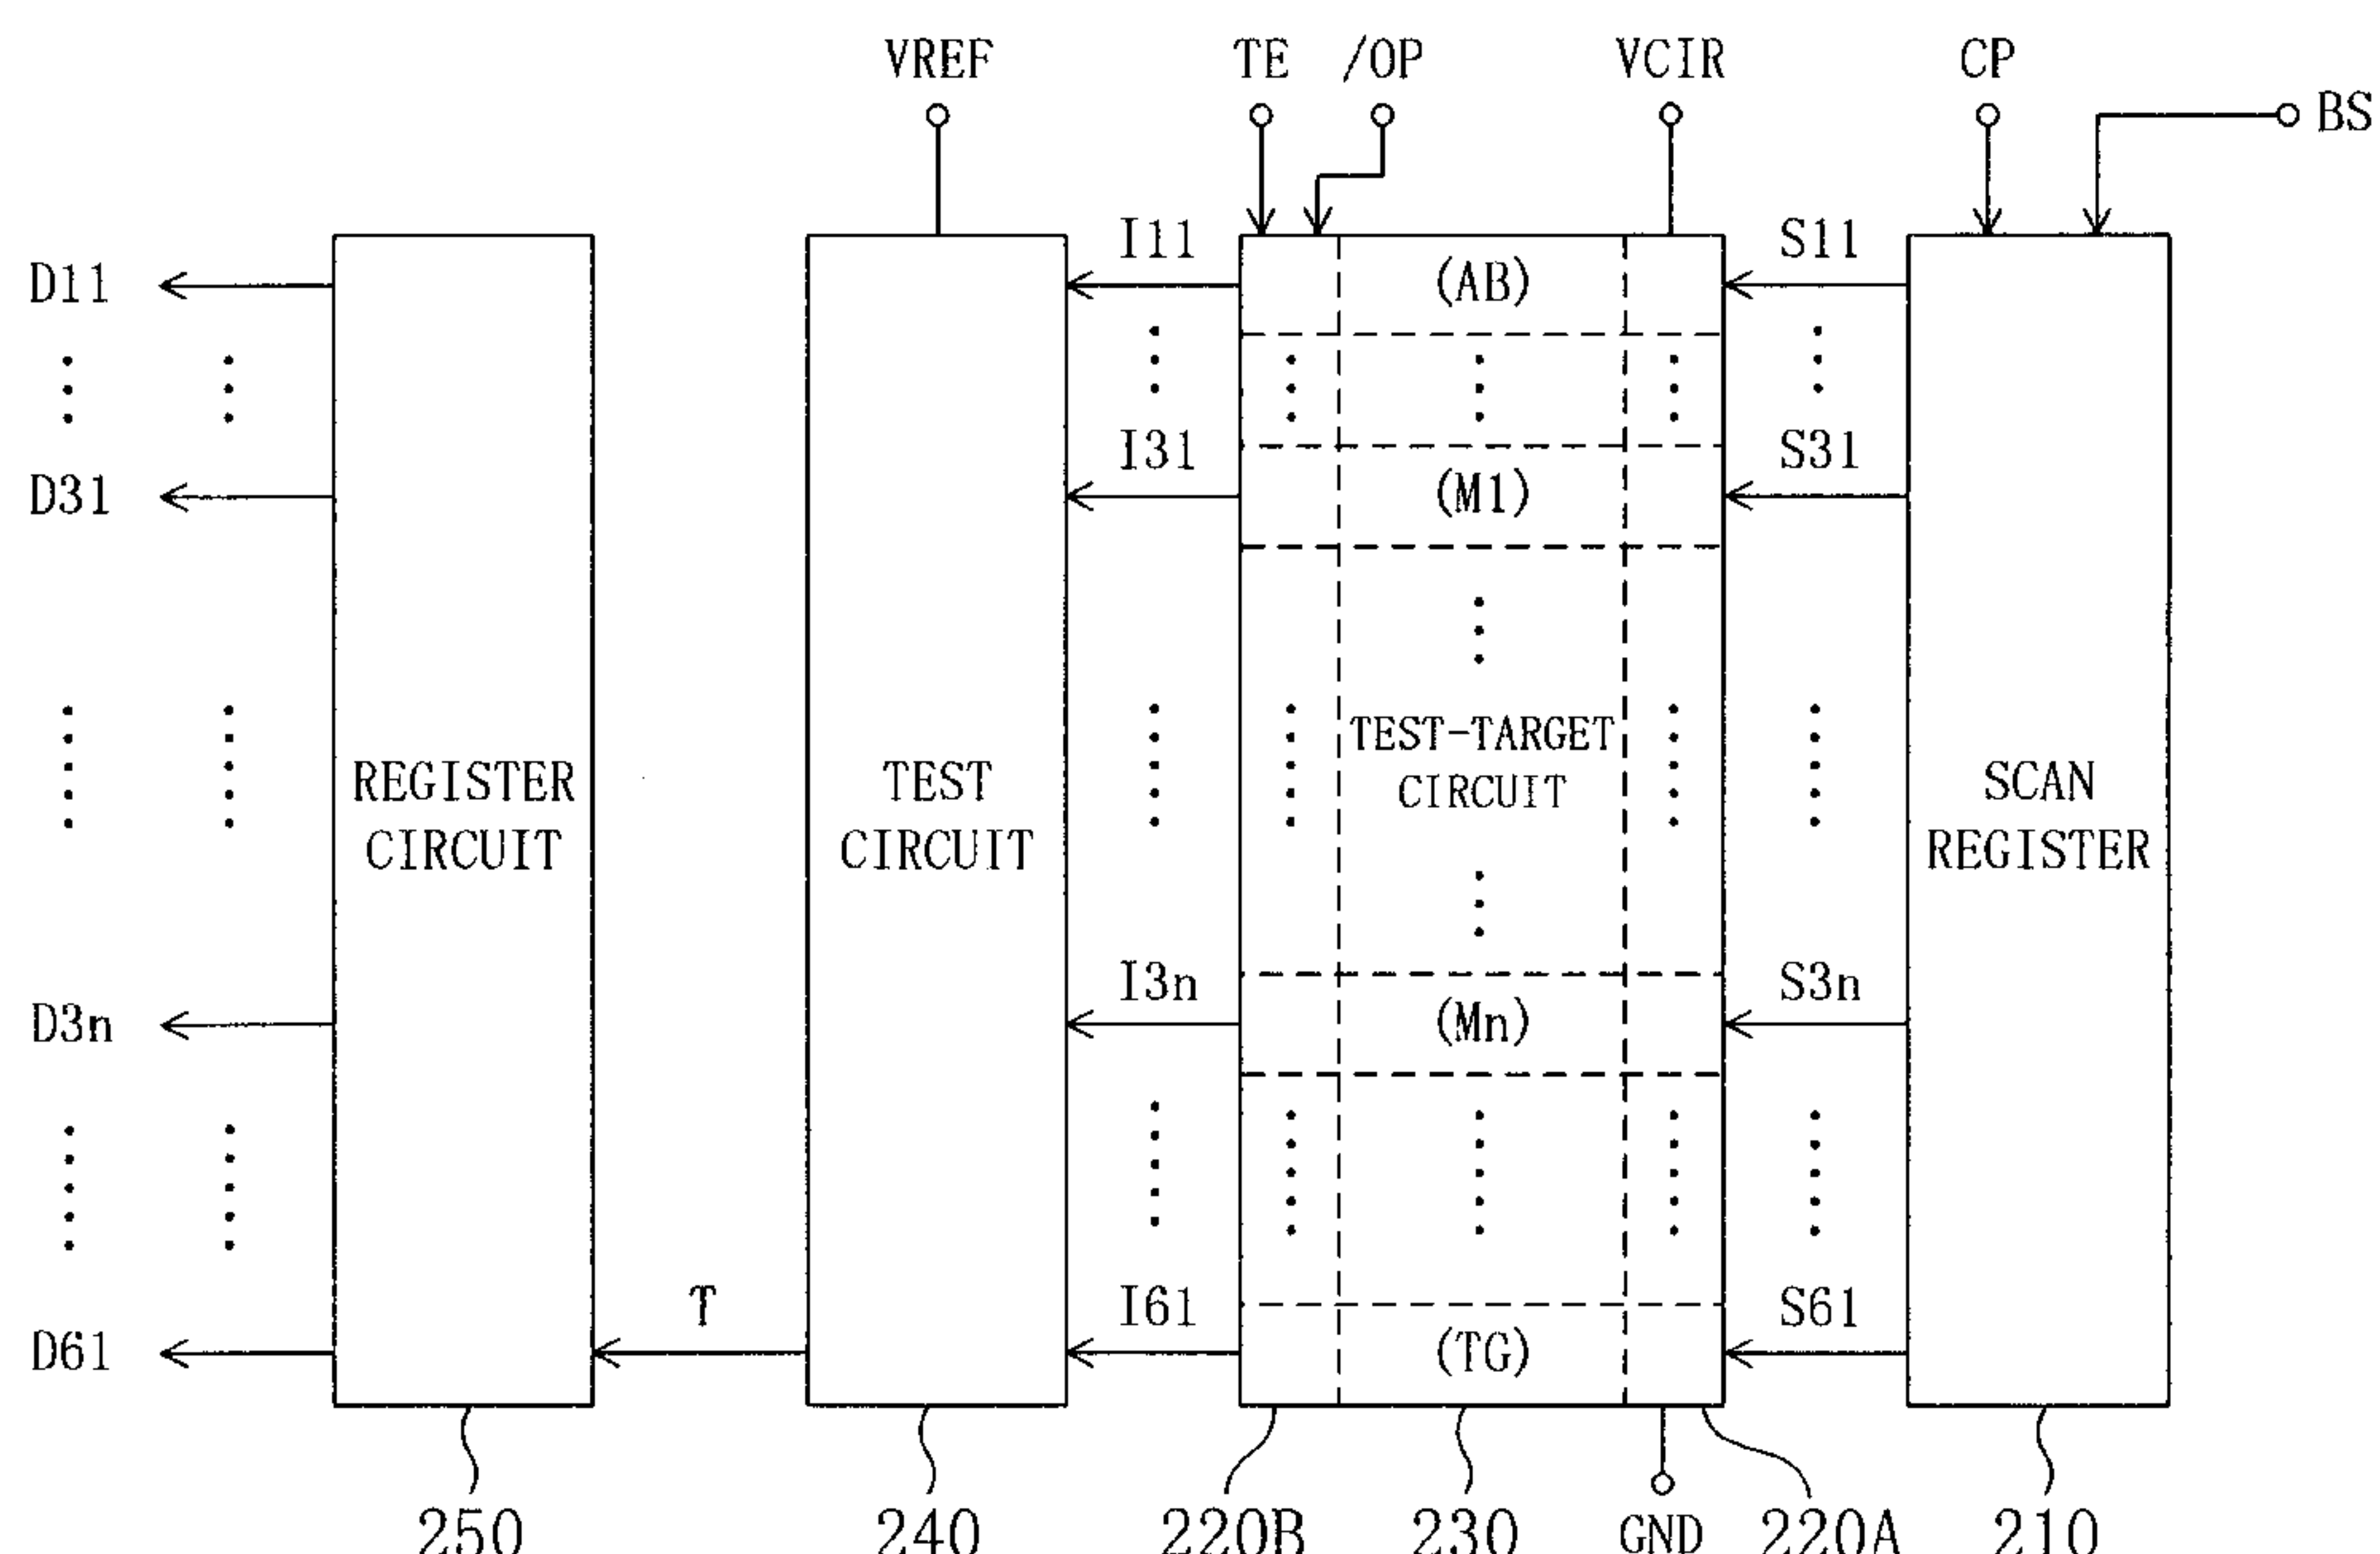 VREF TE /OP VCIR CP BS
I11 S11
D11 (AB)
I31 S31
D31 (M1)
TEST-TARGET
CIRCUIT
REGISTER
CIRCUIT
TEST
CIRCUIT
SCAN
REGISTER
I3n S3n
D3n (Mn)
T I61 S61
D61 (TG)
250 240 220B 230 GND 220A 210